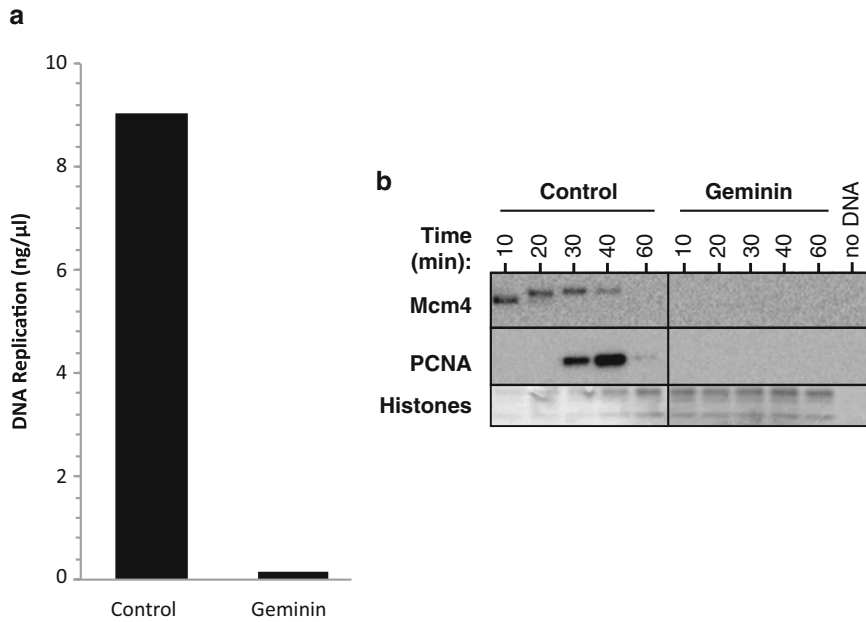 a
10
8
6
4
2
0
DNA Replication (ng/µl)
Control Geminin
b
Control Geminin no DNA
Time (min): 10 20 30 40 60 10 20 30 40 60
Mcm4
PCNA
Histones